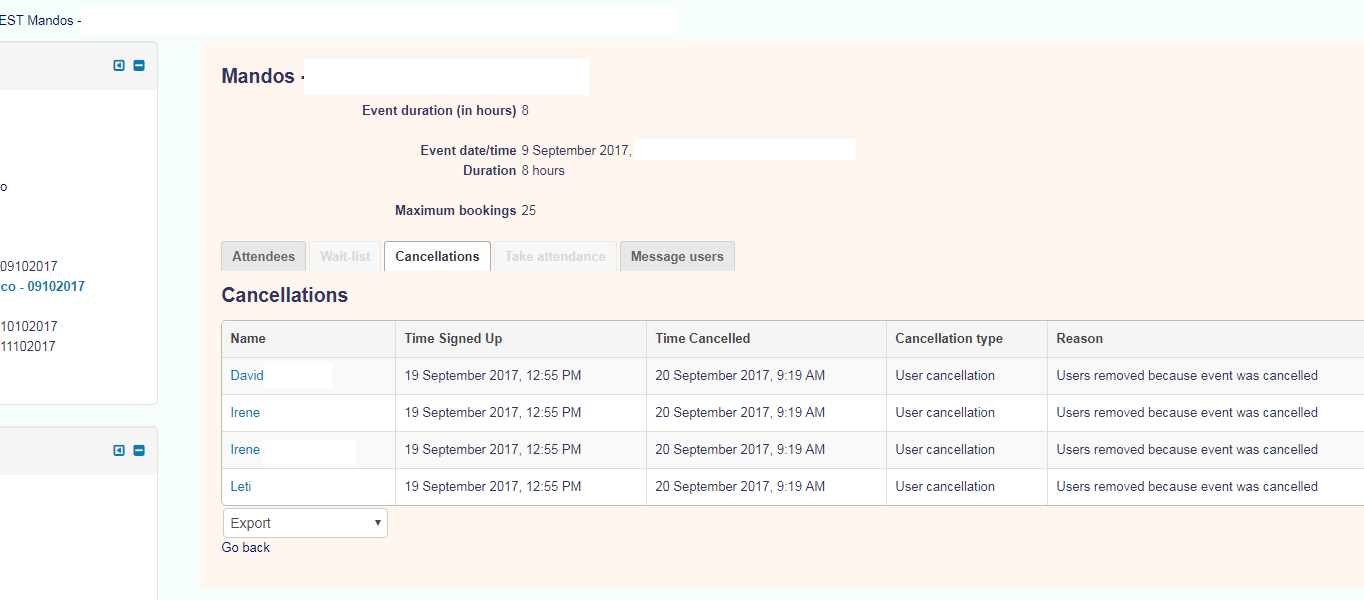 EST Mandos -
o
09102017
co - 09102017
10102017
11102017
Mandos -
Event duration (in hours) 8
Event date/time 9 September 2017,
Duration 8 hours
Maximum bookings 25
Attendees Wait-list Cancellations Take attendance Message users
Cancellations
Name Time Signed Up Time Cancelled Cancellation type Reason
David 19 September 2017, 12:55 PM 20 September 2017, 9:19 AM User cancellation Users removed because event was cancelled
Irene 19 September 2017, 12:55 PM 20 September 2017, 9:19 AM User cancellation Users removed because event was cancelled
Irene 19 September 2017, 12:55 PM 20 September 2017, 9:19 AM User cancellation Users removed because event was cancelled
Leti 19 September 2017, 12:55 PM 20 September 2017, 9:19 AM User cancellation Users removed because event was cancelled
Export
Go back